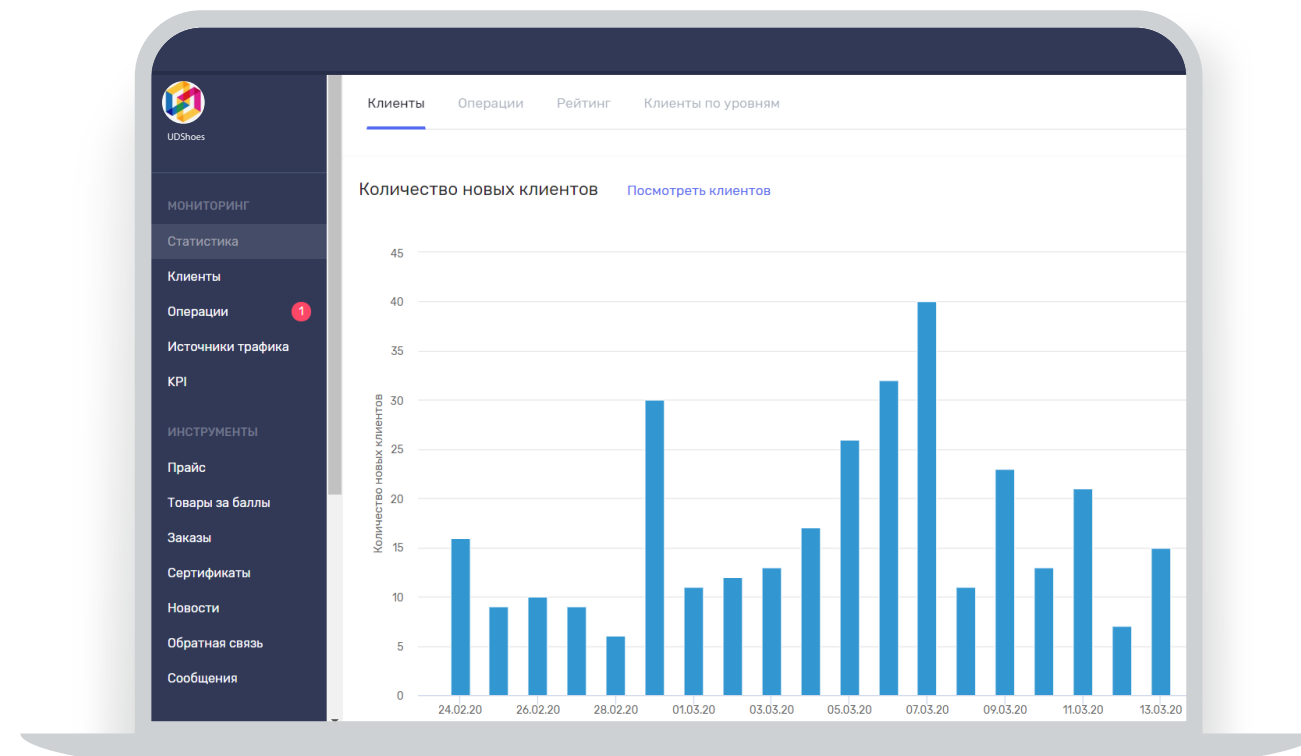 UDShoes
МОНИТОРИНГ
Статистика
Клиенты
Операции 1
Источники трафика
KPI
ИНСТРУМЕНТЫ
Прайс
Товары за баллы
Заказы
Сертификаты
Новости
Обратная связь
Сообщения
Клиенты Операции Рейтинг Клиенты по уровням
Количество новых клиентов Посмотреть клиентов
Количество новых клиентов
45
40
35
30
25
20
15
10
5
0
24.02.20 26.02.20 28.02.20 01.03.20 03.03.20 05.03.20 07.03.20 09.03.20 11.03.20 13.03.20